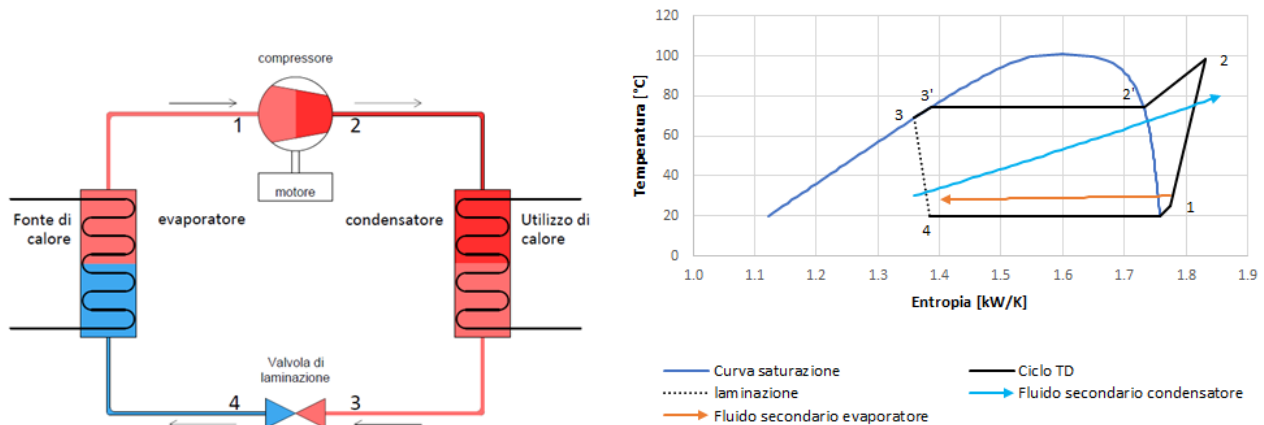 compressore
1
2
motore
Fonte di
calore
evaporatore
condensatore
Utilizzo di
calore
Valvola di
laminazione
4
3
Temperatura [°C]
120
100
80
60
40
20
0
1.0 1.1 1.2 1.3 1.4 1.5 1.6 1.7 1.8 1.9
Entropia [kW/K]
3
3'
2'
2
1
4
Curva saturazione
Ciclo TD
laminazione
Fluido secondario condensatore
Fluido secondario evaporatore